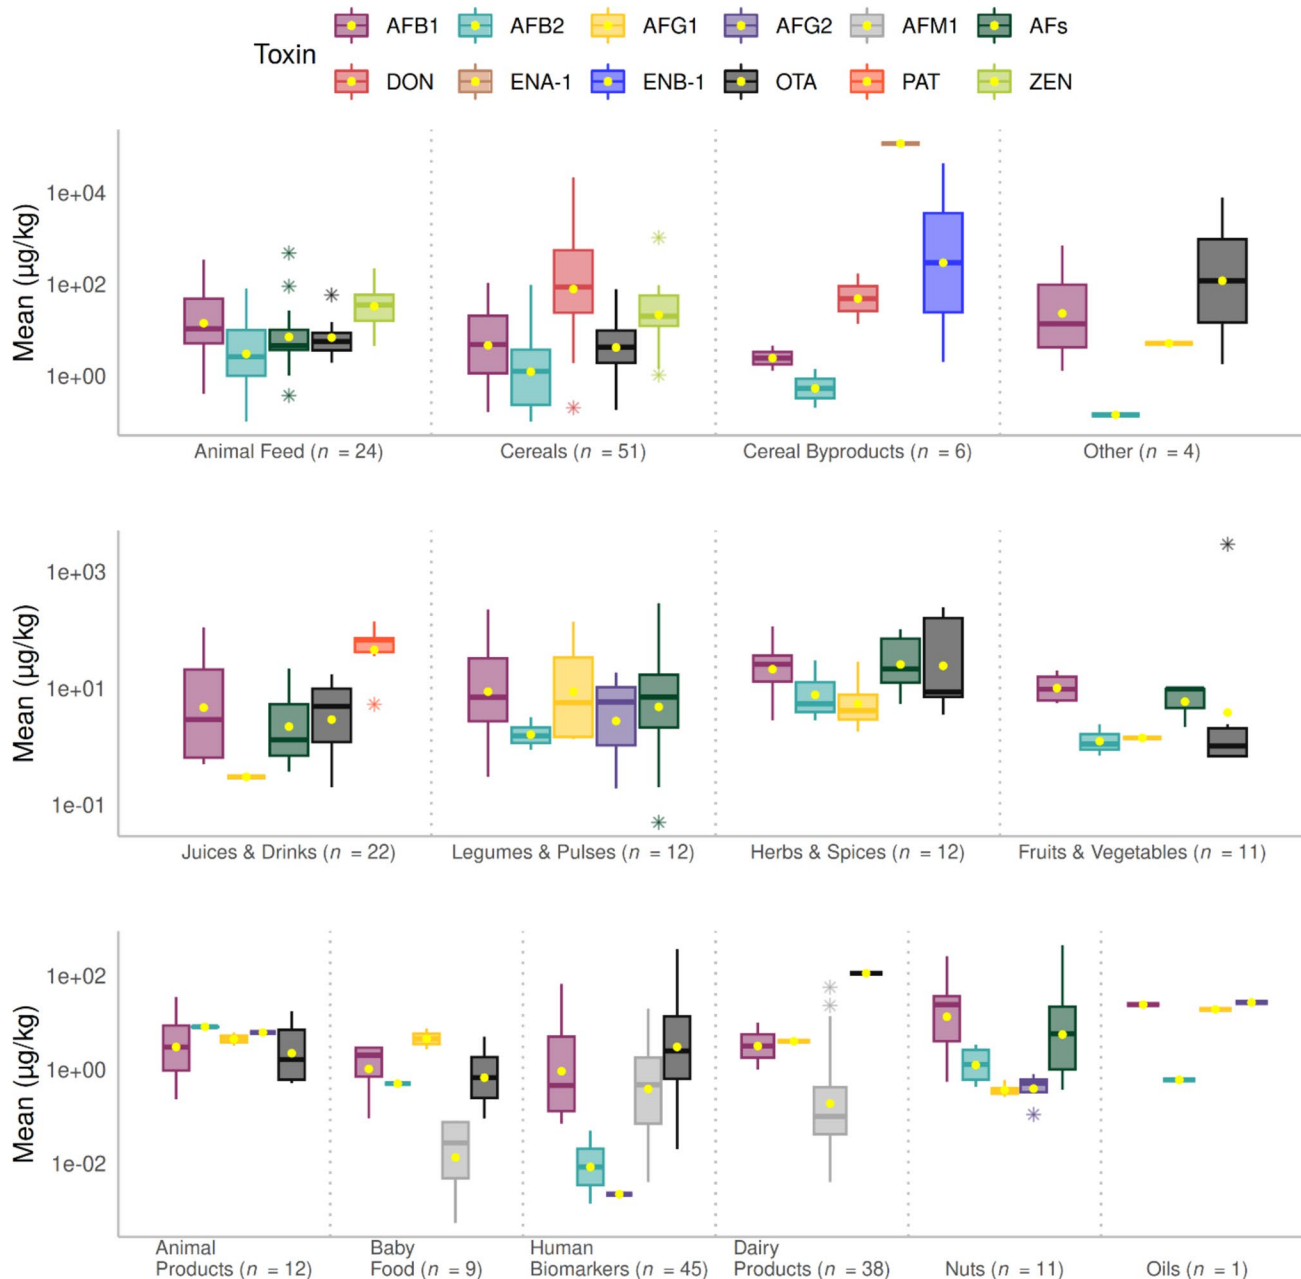 AFB1 AFB2 AFG1 AFG2 AFM1 AFs
Toxin
DON ENA-1 ENB-1 OTA PAT ZEN
Mean (µg/kg)
1e+04
1e+02
1e+00
Animal Feed (n = 24) Cereals (n = 51) Cereal Byproducts (n = 6) Other (n = 4)
Mean (µg/kg)
1e+03
1e+01
1e-01
Juices & Drinks (n = 22) Legumes & Pulses (n = 12) Herbs & Spices (n = 12) Fruits & Vegetables (n = 11)
Mean (µg/kg)
1e+02
1e+00
1e-02
Animal Baby Human Dairy
Products (n = 12) Food (n = 9) Biomarkers (n = 45) Products (n = 38) Nuts (n = 11) Oils (n = 1)